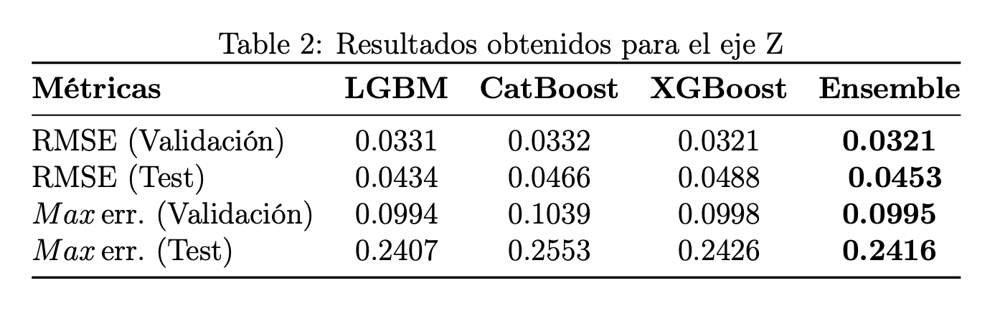 Table 2: Resultados obtenidos para el eje Z
Métricas LGBM CatBoost XGBoost Ensemble
RMSE (Validación) 0.0331 0.0332 0.0321 0.0321
RMSE (Test) 0.0434 0.0466 0.0488 0.0453
Max err. (Validación) 0.0994 0.1039 0.0998 0.0995
Max err. (Test) 0.2407 0.2553 0.2426 0.2416